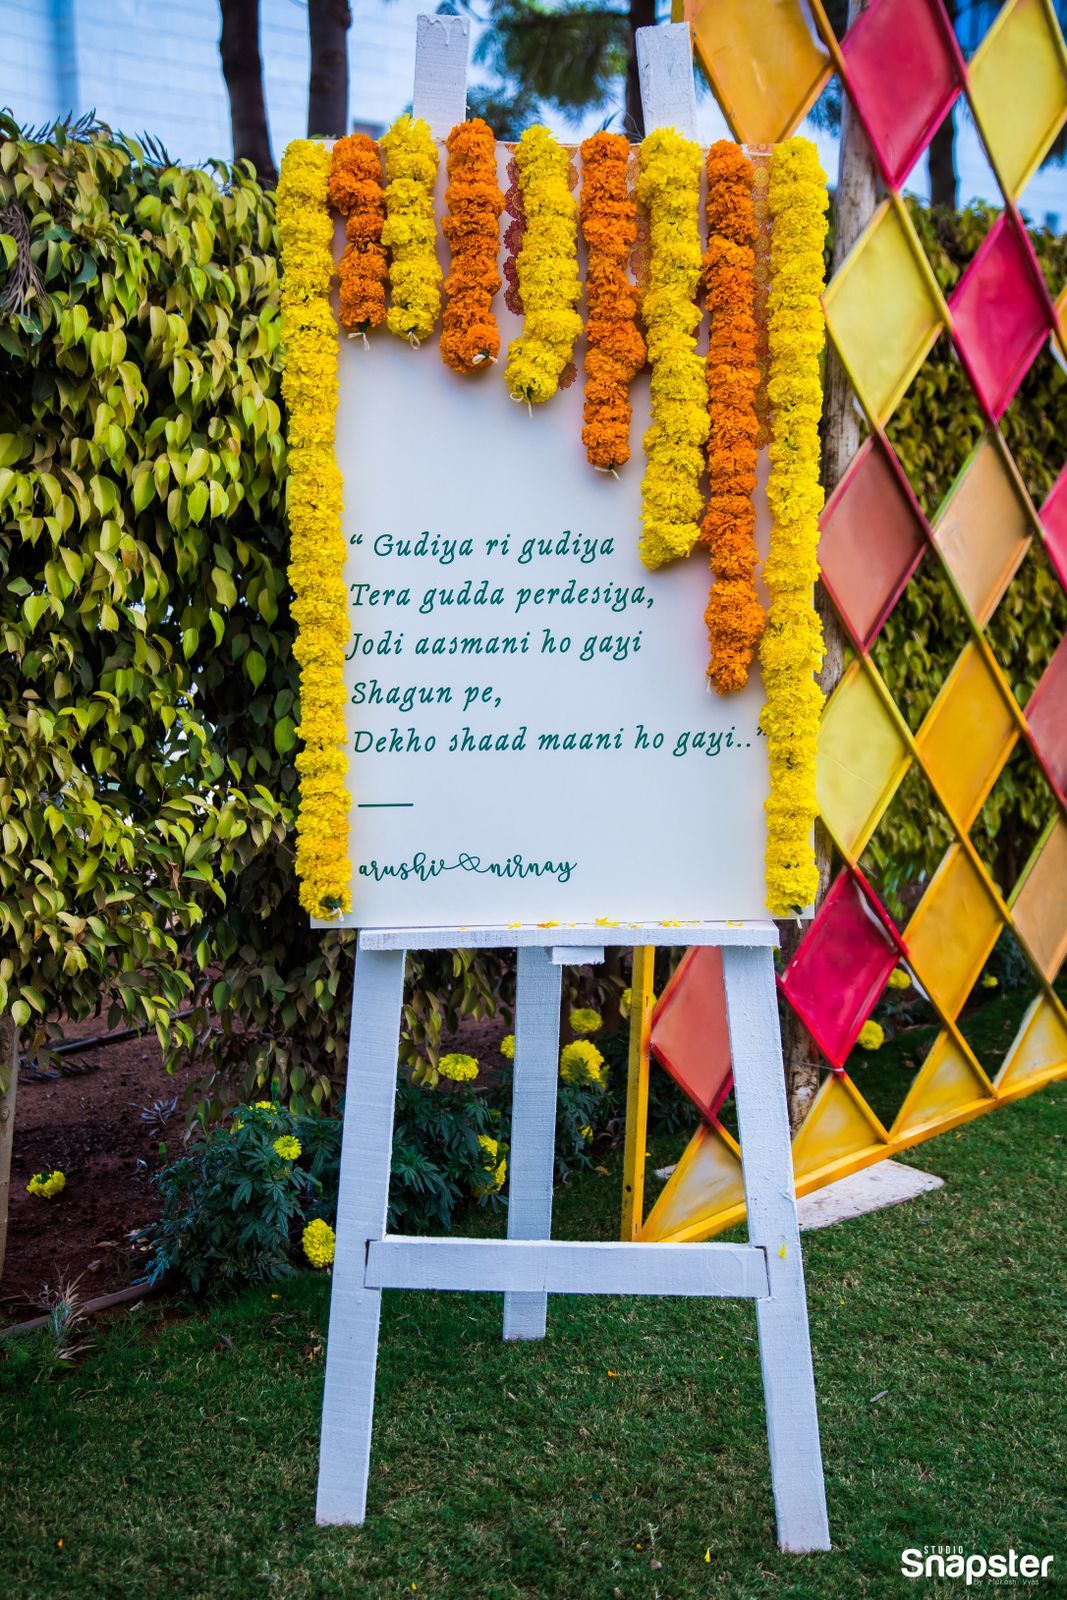 “ Gudiya ri gudiya
Tera gudda perdesiya,
Jodi aasmani ho gayi
Shagun pe,
Dekho shaad maani ho gayi..”
arushi & nirnay
STUDIO
Snapster
By Mukesh Vyas